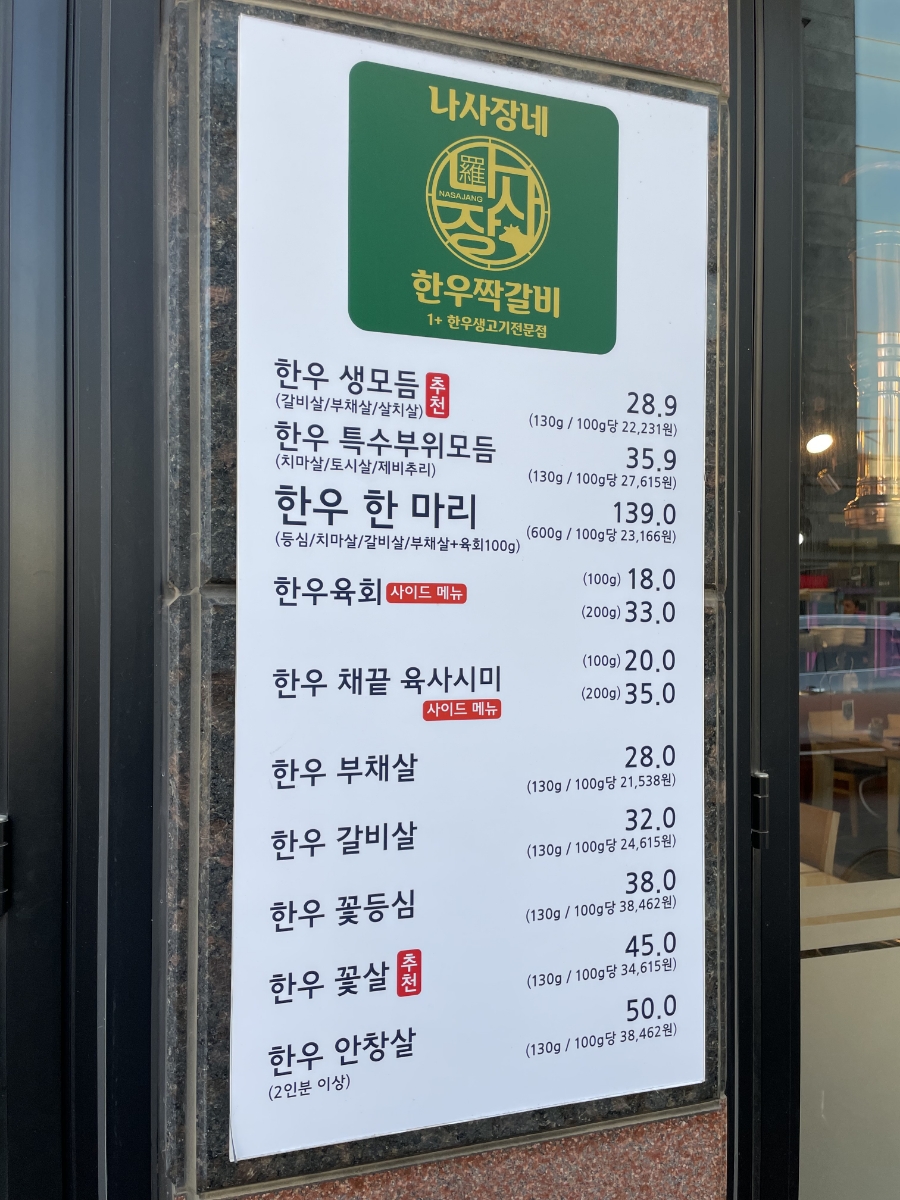 나사장네
羅
나사장
NASAJANG
한우짝갈비
1+ 한우생고기전문점
한우 생모듬 추천 28.9
(갈비살/부채살/살치살) (130g / 100g당 22,231원)
한우 특수부위모듬 35.9
(치마살/토시살/제비추리) (130g / 100g당 27,615원)
한우 한 마리 139.0
(등심/치마살/갈비살/부채살+육회100g) (600g / 100g당 23,166원)
한우육회 사이드 메뉴 (100g) 18.0
(200g) 33.0
한우 채끝 육사시미 (100g) 20.0
사이드 메뉴 (200g) 35.0
한우 부채살 28.0
(130g / 100g당 21,538원)
한우 갈비살 32.0
(130g / 100g당 24,615원)
한우 꽃등심 38.0
(130g / 100g당 38,462원)
한우 꽃살 추천 45.0
(130g / 100g당 34,615원)
한우 안창살 50.0
(2인분 이상) (130g / 100g당 38,462원)